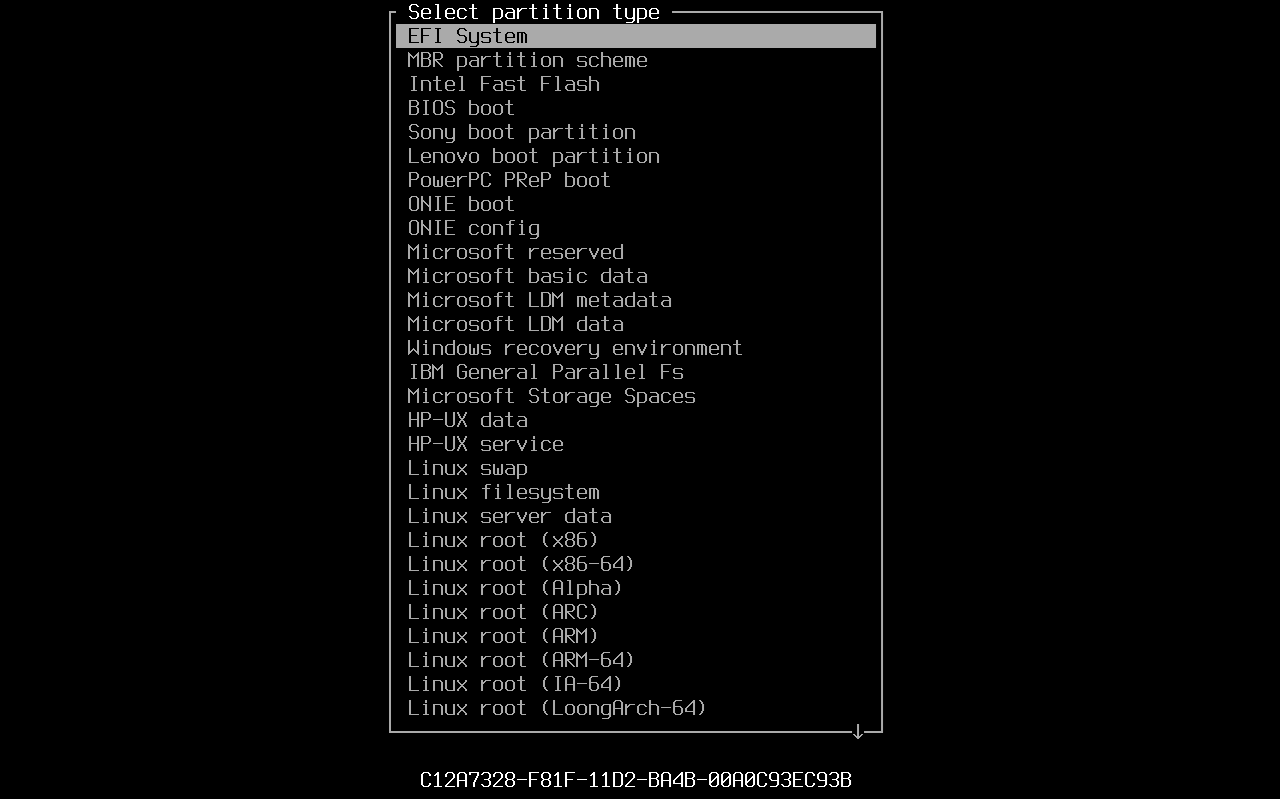 Select partition type
EFI System
MBR partition scheme
Intel Fast Flash
BIOS boot
Sony boot partition
Lenovo boot partition
PowerPC PReP boot
ONIE boot
ONIE config
Microsoft reserved
Microsoft basic data
Microsoft LDM metadata
Microsoft LDM data
Windows recovery environment
IBM General Parallel Fs
Microsoft Storage Spaces
HP-UX data
HP-UX service
Linux swap
Linux filesystem
Linux server data
Linux root (x86)
Linux root (x86-64)
Linux root (Alpha)
Linux root (ARC)
Linux root (ARM)
Linux root (ARM-64)
Linux root (IA-64)
Linux root (LoongArch-64)
↓
C12A7328-F81F-11D2-BA4B-00A0C93EC93B